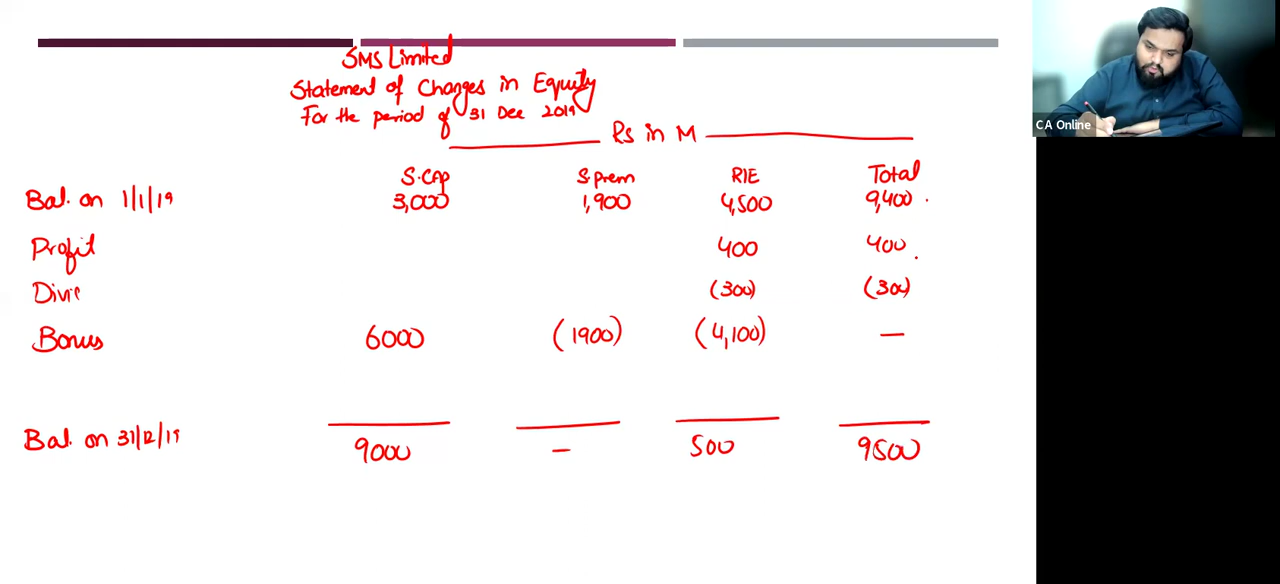 SMS Limited
Statement of Changes in Equity
For the period of 31 Dec 2019
Rs in M
S.CAP S.prem R/E Total
Bal. on 1/1/19 3,000 1,900 4,500 9,400
Profit 400 400
Divi (300) (300)
Bonus 6000 (1900) (4,100) —
Bal. on 31/12/19 9000 — 500 9500
CA Online